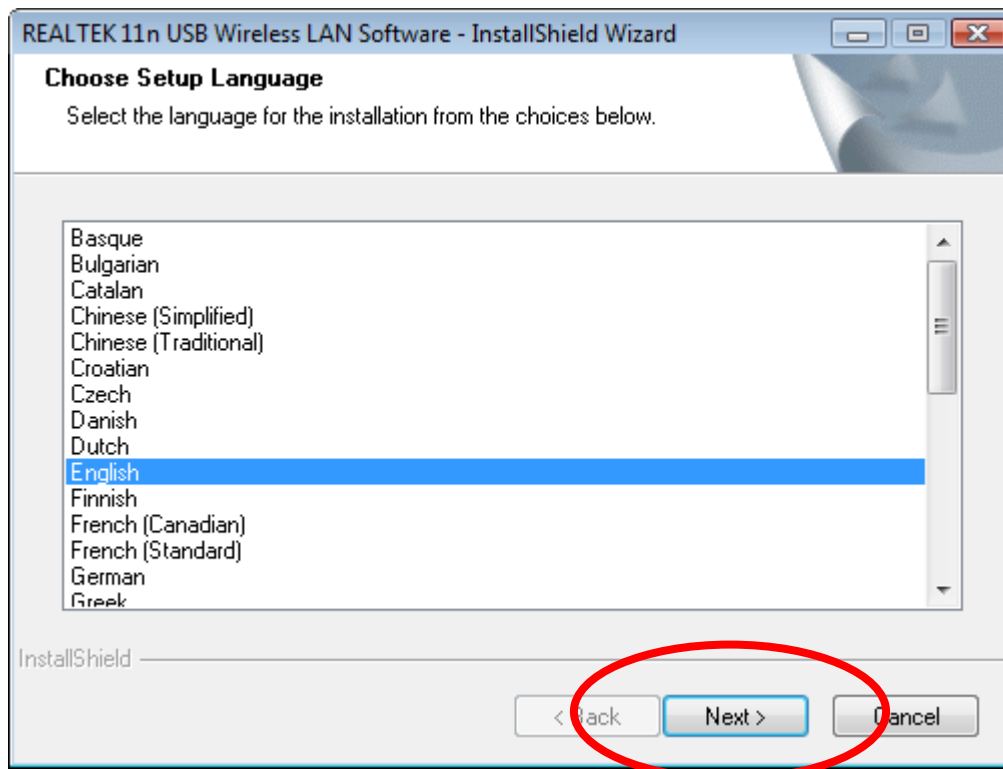 REALTEK 11n USB Wireless LAN Software - InstallShield Wizard
Choose Setup Language
Select the language for the installation from the choices below.
Basque
Bulgarian
Catalan
Chinese (Simplified)
Chinese (Traditional)
Croatian
Czech
Danish
Dutch
English
Finnish
French (Canadian)
French (Standard)
German
Greek
InstallShield
< Back Next > Cancel